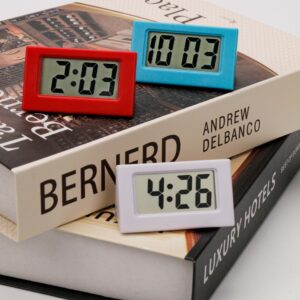 2:03
10 03
BERNERD
ANDREW
DELBANCO
4:26
LUXURY HOTELS